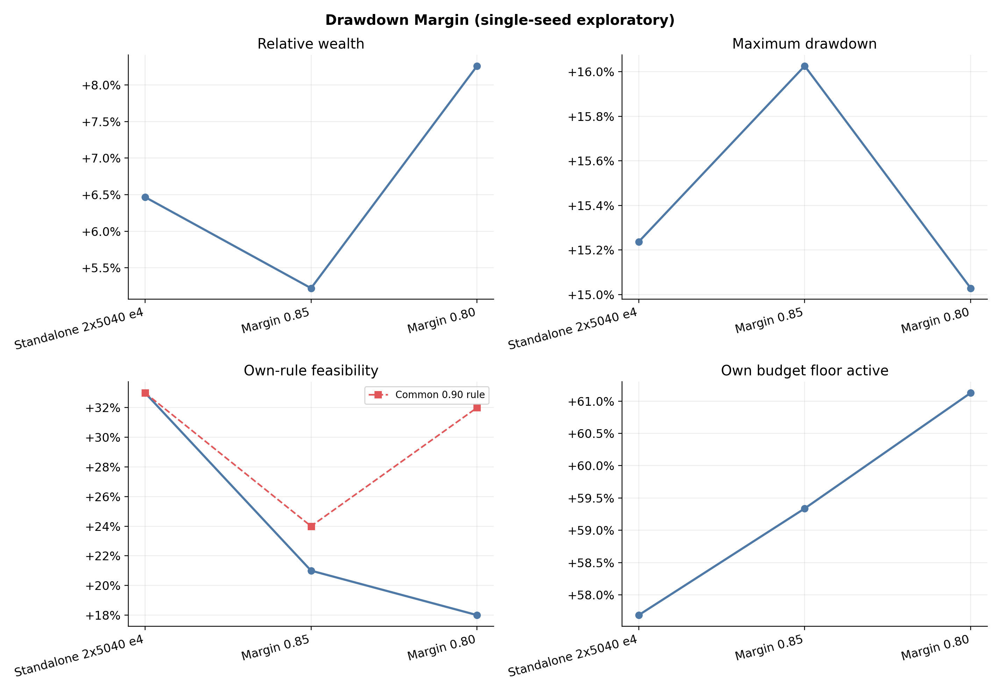 Drawdown Margin (single-seed exploratory)
Relative wealth
+8.0%
+7.5%
+7.0%
+6.5%
+6.0%
+5.5%
Standalone 2x5040 e4
Margin 0.85
Margin 0.80
Maximum drawdown
+16.0%
+15.8%
+15.6%
+15.4%
+15.2%
+15.0%
Standalone 2x5040 e4
Margin 0.85
Margin 0.80
Own-rule feasibility
Common 0.90 rule
+32%
+30%
+28%
+26%
+24%
+22%
+20%
+18%
Standalone 2x5040 e4
Margin 0.85
Margin 0.80
Own budget floor active
+61.0%
+60.5%
+60.0%
+59.5%
+59.0%
+58.5%
+58.0%
Standalone 2x5040 e4
Margin 0.85
Margin 0.80